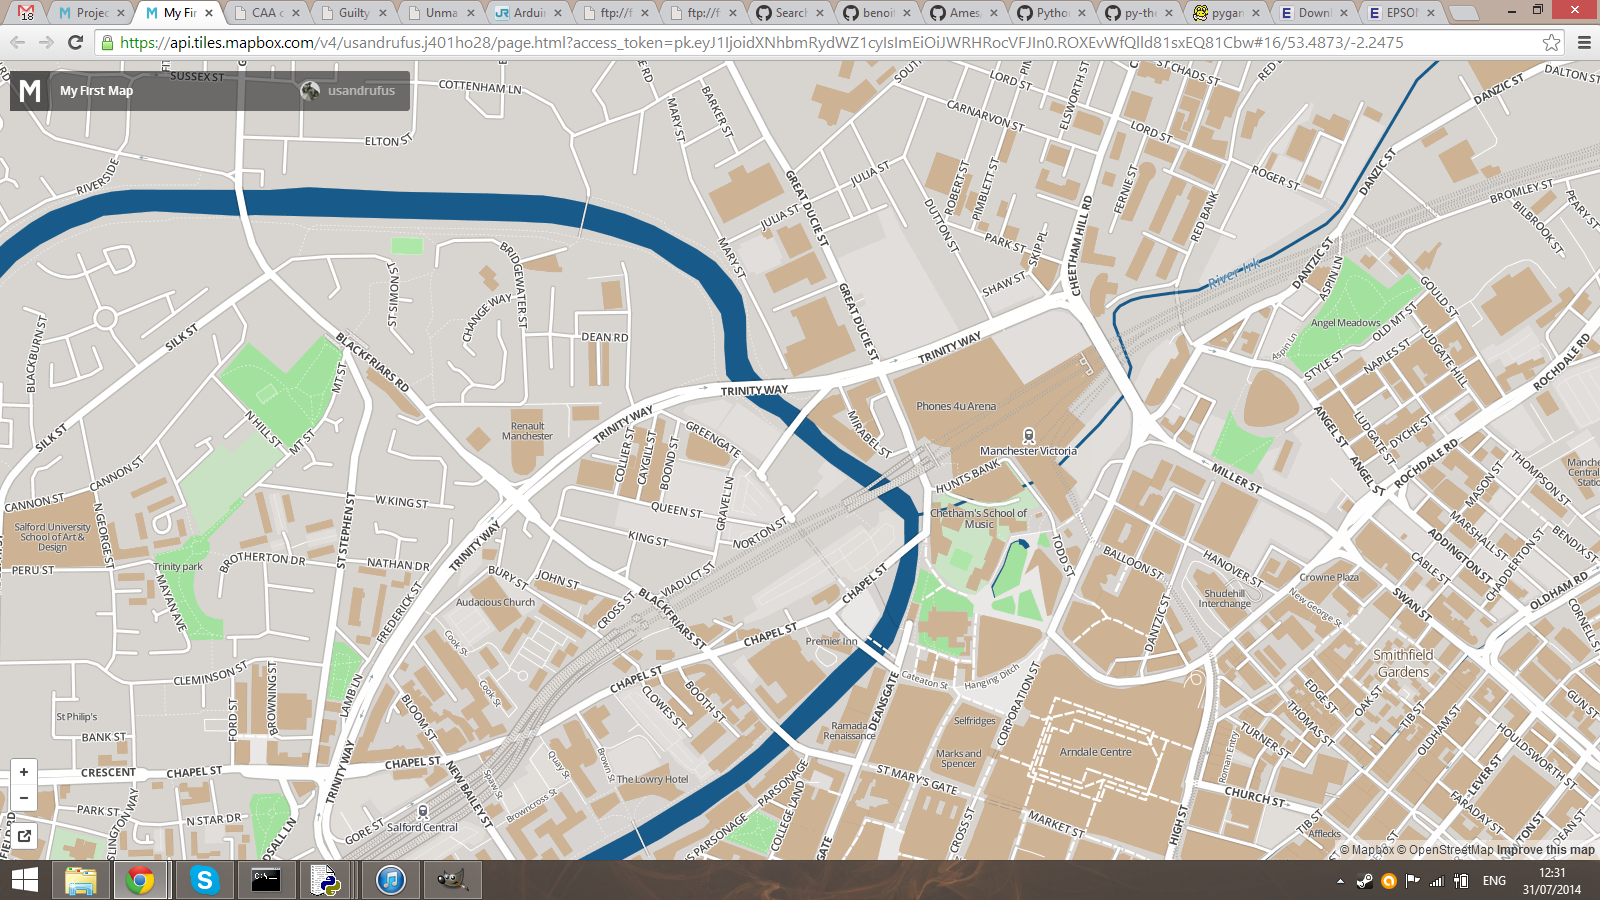 18
Projec
My Fir
CAA c
Guilty
Unma
Arduir
ftp://f
ftp://f
Search
benoit
Ames/
Pytho
py-the
pygan
Downl
EPSON
https://api.tiles.mapbox.com/v4/usandrufus.j401ho28/page.html?access_token=pk.eyJ1IjoidXNhbmRydWZ1cyIsImEiOiJWRHRocVFJIn0.ROXEvWfQlld81sxEQ81Cbw#16/53.4873/-2.2475
My First Map
usandrufus
SUSSEX ST
COTTENHAM LN
ELTON ST
RIVERSIDE
MARY ST
BARKER ST
LORD ST
CARNARVON ST
ELSWORTH ST
ST CHADS ST
LORD ST
RED
DALTON ST
DANZIC ST
DANZIC ST
ROGER ST
JULIA ST
JULIA ST
GREAT DUCIE ST
DUTTON ST
ROBERT ST
PIMBLETT ST
FERNIE ST
RED BANK
BROMLEY ST
BILBROOK ST
PEARY ST
MARY ST
PARK ST
SKIP PL
CHEETHAM HILL RD
SHAW ST
River Irk
DANTZIC ST
ASPIN LN
GOULD ST
BRIDGEWATER ST
ST SIMON ST
CHANGE WAY
DEAN RD
GREAT DUCIE ST
TRINITY WAY
Angel Meadows
Aspin Ln
OLD MT ST
STYLE ST
NAPLES ST
LUDGATE HILL
ROCHDALE RD
BLACKBURN ST
SILK ST
BLACKFRIARS RD
MT ST
N HILL ST
MT ST
SILK ST
TRINITY WAY
TRINITY WAY
Phones 4u Arena
Manchester Victoria
MIRABEL ST
GREENGATE
Renault
Manchester
COLLIER ST
CAYGILL ST
BOOND ST
ANGEL ST
LUDGATE ST
DYCHE ST
ANGEL ST
ROCHDALE RD
MILLER ST
THOMPSON ST
MASON ST
Manche
Central
Statio
CANNON ST
CANNON ST
N GEORGE ST
W KING ST
ST STEPHEN ST
QUEEN ST
GRAVEL LN
NORTON ST
KING ST
HUNTS BANK
Chetham's School of
Music
Salford University
School of Art &
Design
PERU ST
Trinity park
MAYAN AVE
BROTHERTON DR
NATHAN DR
TRINITY WAY
FREDERICK ST
BURY ST
JOHN ST
Audacious Church
VIADUCT ST
CROSS ST
BLACKFRIARS ST
CHAPEL ST
CHAPEL ST
TODD ST
BALLOON ST
HANOVER ST
Shudehill
Interchange
DANTZIC ST
Crowne Plaza
New George St
MARSHALL ST
ADDINGTON ST
CABLE ST
SWAN ST
CHADDERTON ST
BENDIX ST
OLDHAM RD
CORNELL ST
Cook St
Cook St
Premier Inn
Cateaton St
Hanging Ditch
CORPORATION ST
DEANSGATE
Smithfield
Gardens
CLEMINSON ST
LAMB LN
FORD ST
BROWNING ST
BLOOM ST
CHAPEL ST
CLOWES ST
BOOTH ST
Ramada
Renaissance
Selfridges
Marks and
Spencer
Arndale Centre
EDGE ST
THOMAS ST
OAK ST
TIB ST
OLDHAM ST
GUN ST
HOULDSWORTH ST
TURNER ST
Roman Entry
St Philip's
BANK ST
CRESCENT
CHAPEL ST
CHAPEL ST
TRINITY WAY
NEW BAILEY ST
Spaw St
Quay St
Brown St
Browncross St
The Lowry Hotel
PARSONAGE
COLLEGE LAND
ST MARY'S GATE
CROSS ST
MARKET ST
HIGH ST
CHURCH ST
TIB ST
LEVER ST
FARADAY ST
Afflecks
PARK ST
N STAR DR
GORE ST
Salford Central
© Mapbox © OpenStreetMap Improve this map
ENG
12:31
31/07/2014